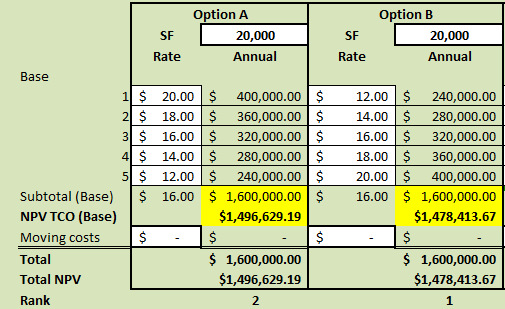 Option A Option B
SF 20,000 SF 20,000
Rate Annual Rate Annual
Base
1 $ 20.00 $ 400,000.00 $ 12.00 $ 240,000.00
2 $ 18.00 $ 360,000.00 $ 14.00 $ 280,000.00
3 $ 16.00 $ 320,000.00 $ 16.00 $ 320,000.00
4 $ 14.00 $ 280,000.00 $ 18.00 $ 360,000.00
5 $ 12.00 $ 240,000.00 $ 20.00 $ 400,000.00
Subtotal (Base) $ 16.00 $ 1,600,000.00 $ 16.00 $ 1,600,000.00
NPV TCO (Base) $1,496,629.19 $1,478,413.67
Moving costs $ - $ - $ - $ -
Total $ 1,600,000.00 $ 1,600,000.00
Total NPV $1,496,629.19 $1,478,413.67
Rank 2 1